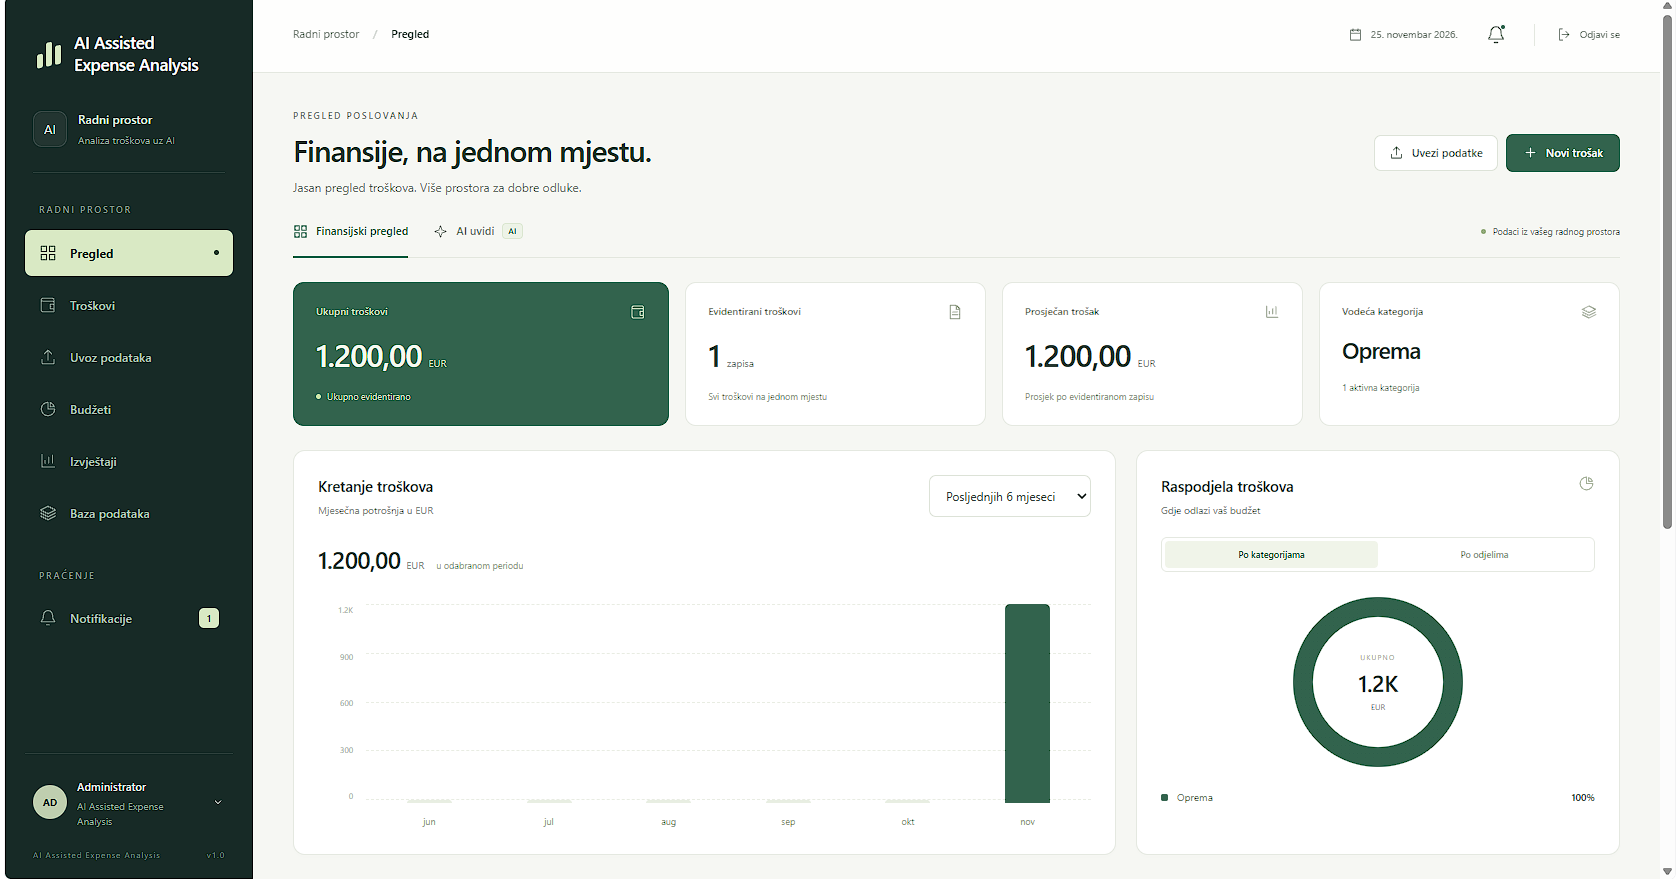 AI Assisted
Expense Analysis
AI
Radni prostor
Analiza troškova uz AI
RADNI PROSTOR
Pregled
Troškovi
Uvoz podataka
Budžeti
Izvještaji
Baza podataka
PRAĆENJE
Notifikacije
1
AD
Administrator
AI Assisted Expense
Analysis
AI Assisted Expense Analysis v1.0
Radni prostor / Pregled
25. novembar 2026.
Odjavi se
PREGLED POSLOVANJA
Finansije, na jednom mjestu.
Jasan pregled troškova. Više prostora za dobre odluke.
Uvezi podatke
Novi trošak
Finansijski pregled
AI uvidi AI
Podaci iz vašeg radnog prostora
Ukupni troškovi
1.200,00 EUR
Ukupno evidentirano
Evidentirani troškovi
1 zapisa
Svi troškovi na jednom mjestu
Prosječan trošak
1.200,00 EUR
Prosjek po evidentiranom zapisu
Vodeća kategorija
Oprema
1 aktivna kategorija
Kretanje troškova
Mjesečna potrošnja u EUR
Posljednjih 6 mjeseci
1.200,00 EUR u odabranom periodu
1.2K
900
600
300
0
jun jul aug sep okt nov
Raspodjela troškova
Gdje odlazi vaš budžet
Po kategorijama
Po odjelima
UKUPNO
1.2K
EUR
Oprema 100%